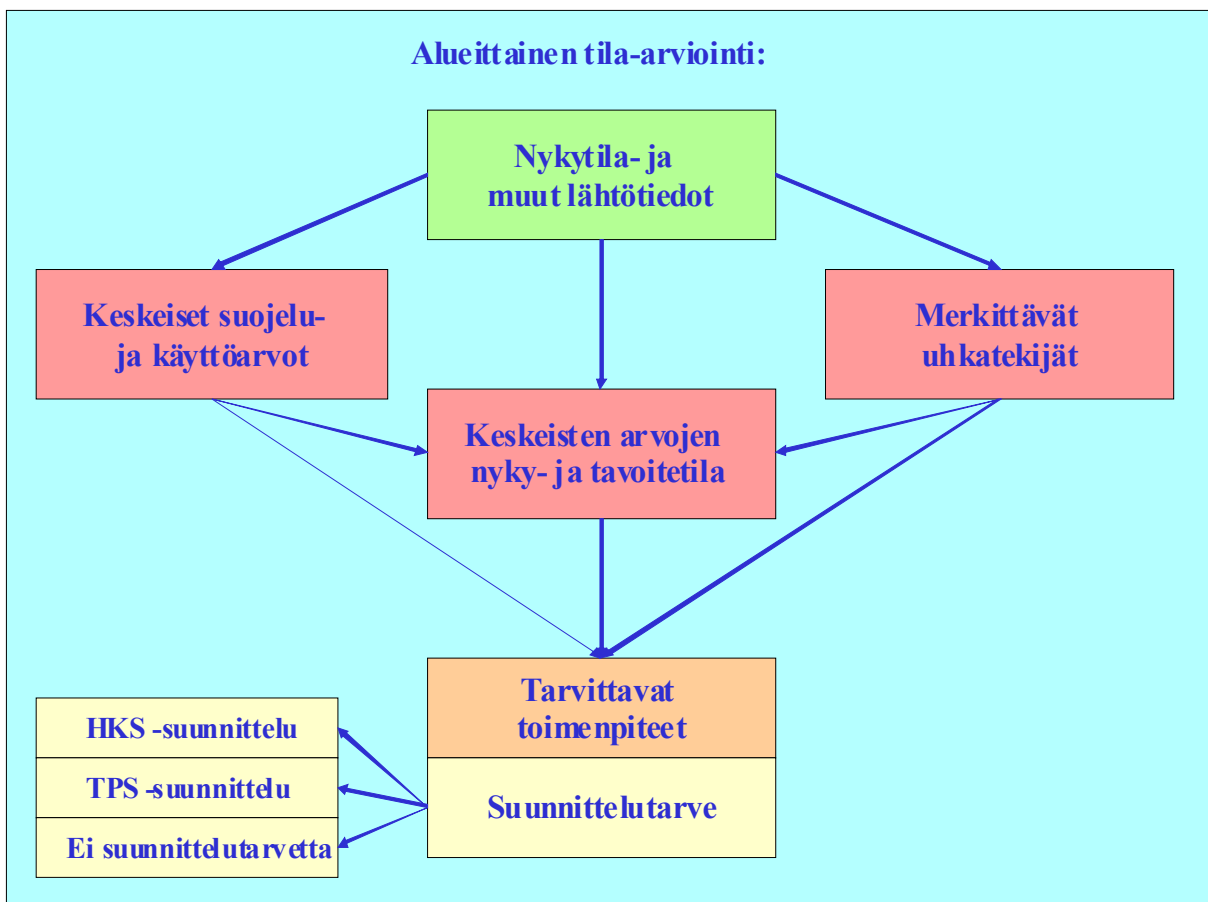 Alueittainen tila-arviointi:
Nykytila- ja
muut lähtötiedot
Keskeiset suojelu-
ja käyttöarvot
Merkittävät
uhkatekijät
Keskeisten arvojen
nyky- ja tavoitetila
Tarvittavat
toimenpiteet
Suunnittelutarve
HKS -suunnittelu
TPS -suunnittelu
Ei suunnittelutarvetta